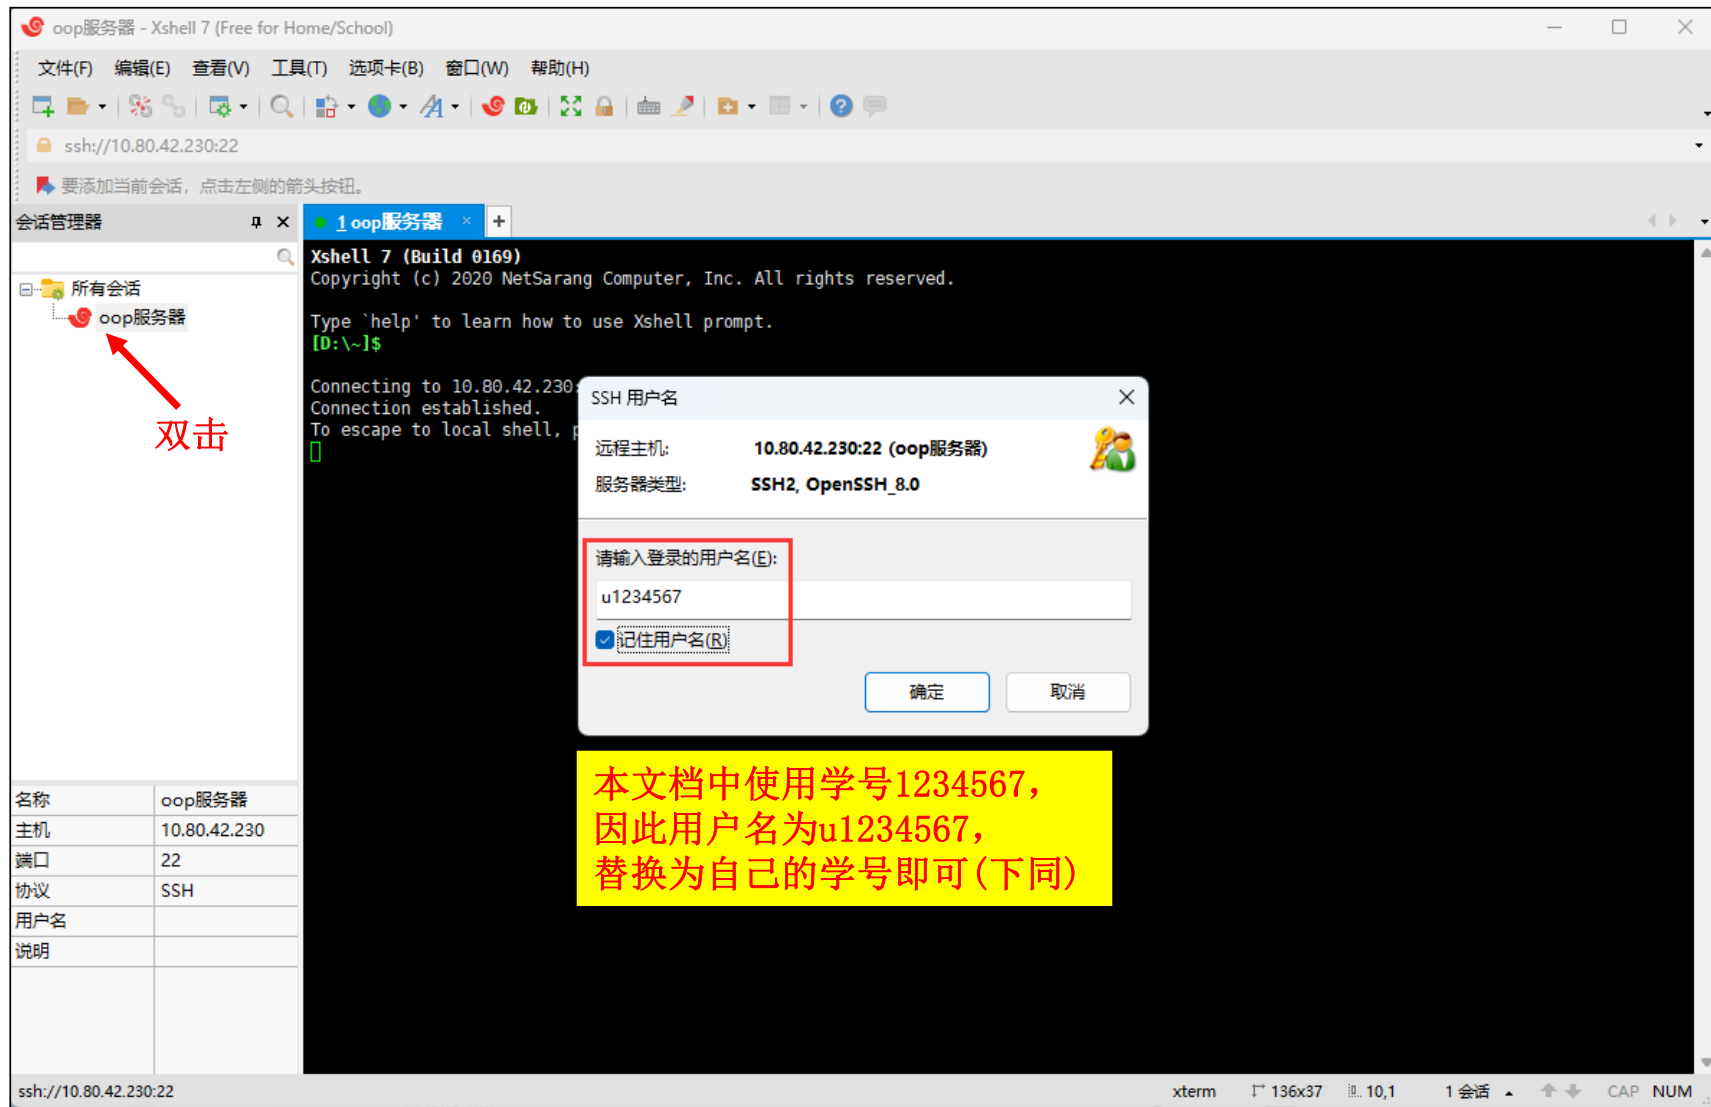 oop服务器 - Xshell 7 (Free for Home/School)
文件(F) 编辑(E) 查看(V) 工具(T) 选项卡(B) 窗口(W) 帮助(H)
ssh://10.80.42.230:22
要添加当前会话，点击左侧的箭头按钮。
会话管理器
1 oop服务器
所有会话
oop服务器
双击
Xshell 7 (Build 0169)
Copyright (c) 2020 NetSarang Computer, Inc. All rights reserved.
Type `help' to learn how to use Xshell prompt.
[D:\~]$
Connecting to 10.80.42.230:
Connection established.
To escape to local shell, p
SSH 用户名
远程主机: 10.80.42.230:22 (oop服务器)
服务器类型: SSH2, OpenSSH_8.0
请输入登录的用户名(E):
u1234567
记住用户名(R)
确定 取消
本文档中使用学号1234567，
因此用户名为u1234567，
替换为自己的学号即可(下同)
名称 oop服务器
主机 10.80.42.230
端口 22
协议 SSH
用户名
说明
ssh://10.80.42.230:22 xterm 136x37 10,1 1 会话 CAP NUM